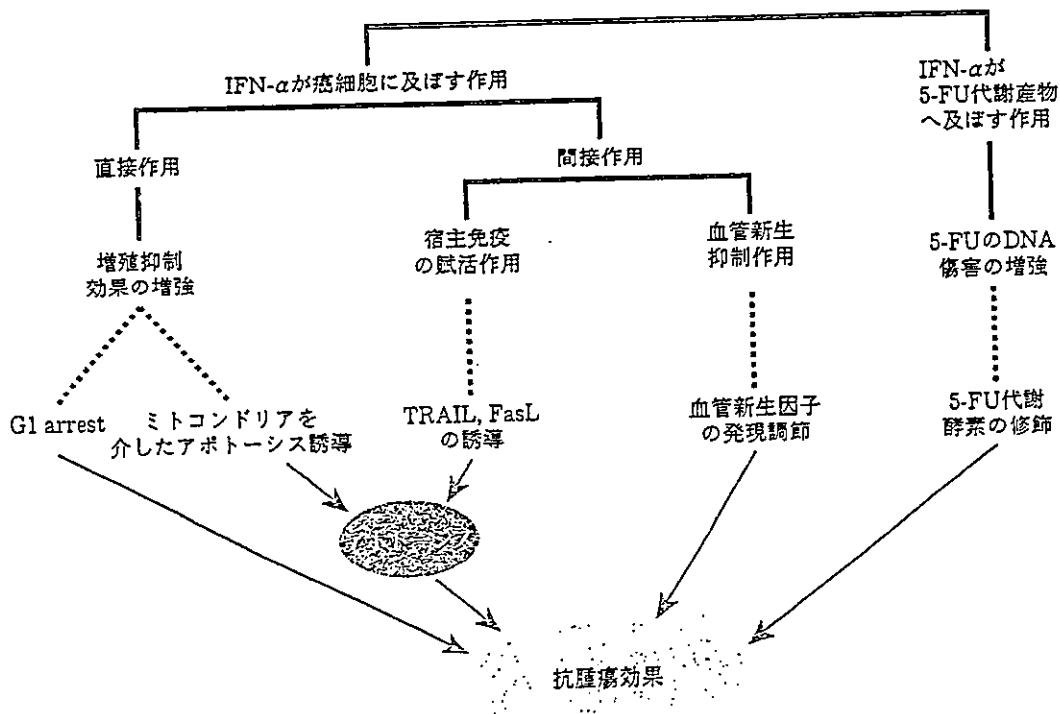 IFN-αが癌細胞に及ぼす作用
IFN-αが
5-FU代謝産物
へ及ぼす作用
直接作用
間接作用
増殖抑制
効果の増強
宿主免疫
の賦活作用
血管新生
抑制作用
5-FUのDNA
傷害の増強
G1 arrest
ミトコンドリアを
介したアポトーシス誘導
TRAIL, FasL
の誘導
血管新生因子
の発現調節
5-FU代謝
酵素の修飾
抗腫瘍効果